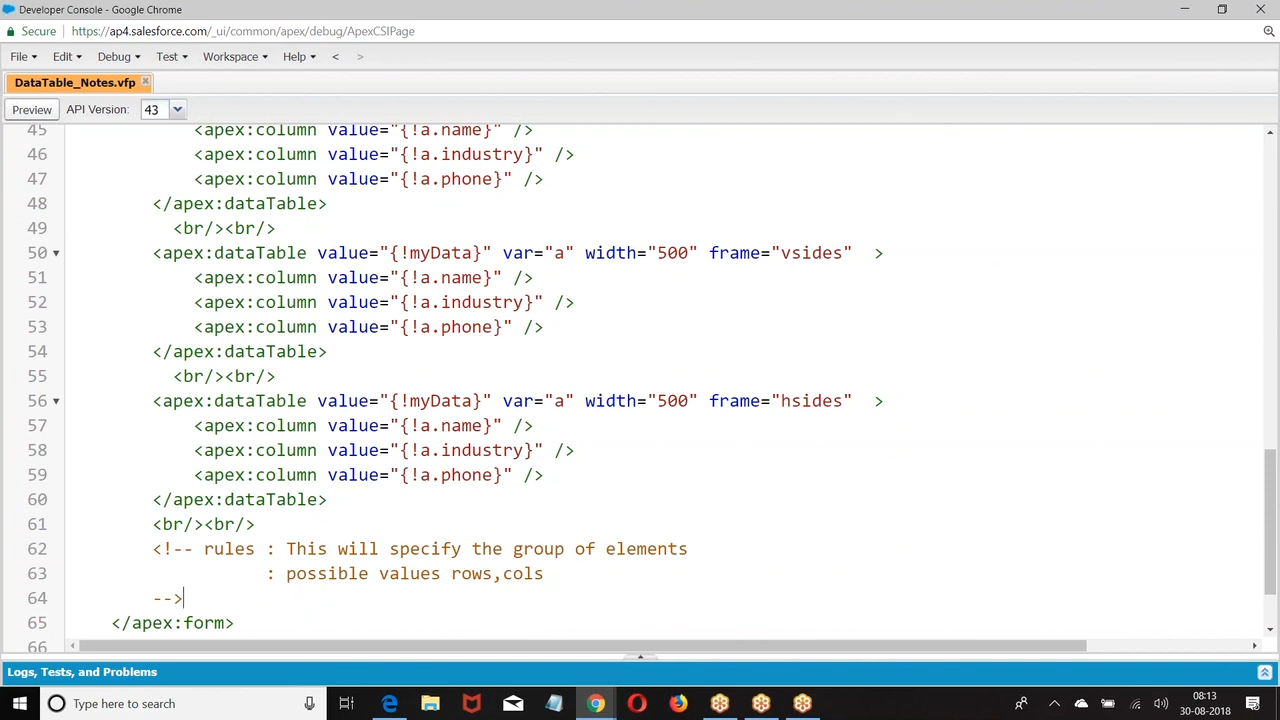 Developer Console - Google Chrome
Secure
https://ap4.salesforce.com/_ui/common/apex/debug/ApexCSIPage
File Edit Debug Test Workspace Help < >
DataTable_Notes.vfp
Preview API Version: 43
45 <apex:column value="{!a.name}" />
46 <apex:column value="{!a.industry}" />
47 <apex:column value="{!a.phone}" />
48 </apex:dataTable>
49 <br/><br/>
50 <apex:dataTable value="{!myData}" var="a" width="500" frame="vsides" >
51 <apex:column value="{!a.name}" />
52 <apex:column value="{!a.industry}" />
53 <apex:column value="{!a.phone}" />
54 </apex:dataTable>
55 <br/><br/>
56 <apex:dataTable value="{!myData}" var="a" width="500" frame="hsides" >
57 <apex:column value="{!a.name}" />
58 <apex:column value="{!a.industry}" />
59 <apex:column value="{!a.phone}" />
60 </apex:dataTable>
61 <br/><br/>
62 <!-- rules : This will specify the group of elements
63 : possible values rows,cols
64 -->
65 </apex:form>
66
Logs, Tests, and Problems
Type here to search
08:13
30-08-2018